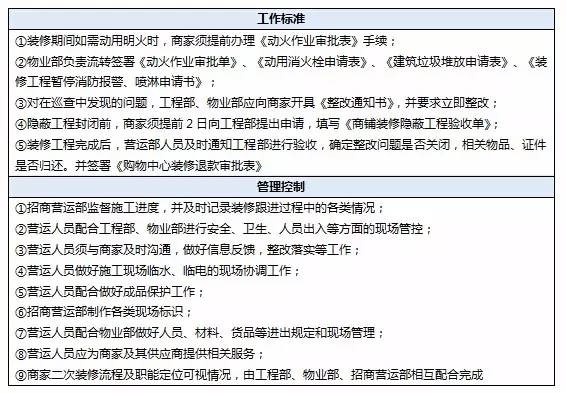 工作标准
①装修期间如需动用明火时，商家须提前办理《动火作业审批表》手续；
②物业部负责流转签署《动火作业审批单》、《动用消火栓申请表》、《建筑垃圾堆放申请表》、《装
修工程暂停消防报警、喷淋申请书》；
③对在巡查中发现的问题，工程部、物业部应向商家开具《整改通知书》，并要求立即整改；
④隐蔽工程封闭前，商家须提前2日向工程部提出申请，填写《商铺装修隐蔽工程验收单》；
⑤装修工程完成后，营运部人员及时通知工程部进行验收，确定整改问题是否关闭，相关物品、证件
是否归还。并签署《购物中心装修退款审批表》
管理控制
①招商营运部监督施工进度，并及时记录装修跟进过程中的各类情况；
②营运人员配合工程部、物业部进行安全、卫生、人员出入等方面的现场管控；
③营运人员须与商家及时沟通，做好信息反馈，整改落实等工作；
④营运人员做好施工现场临水、临电的现场协调工作；
⑤营运人员配合做好成品保护工作；
⑥招商营运部制作各类现场标识；
⑦营运人员配合物业部做好人员、材料、货品等进出规定和现场管理；
⑧营运人员应为商家及其供应商提供相关服务；
⑨商家二次装修流程及职能定位可视情况，由工程部、物业部、招商营运部相互配合完成